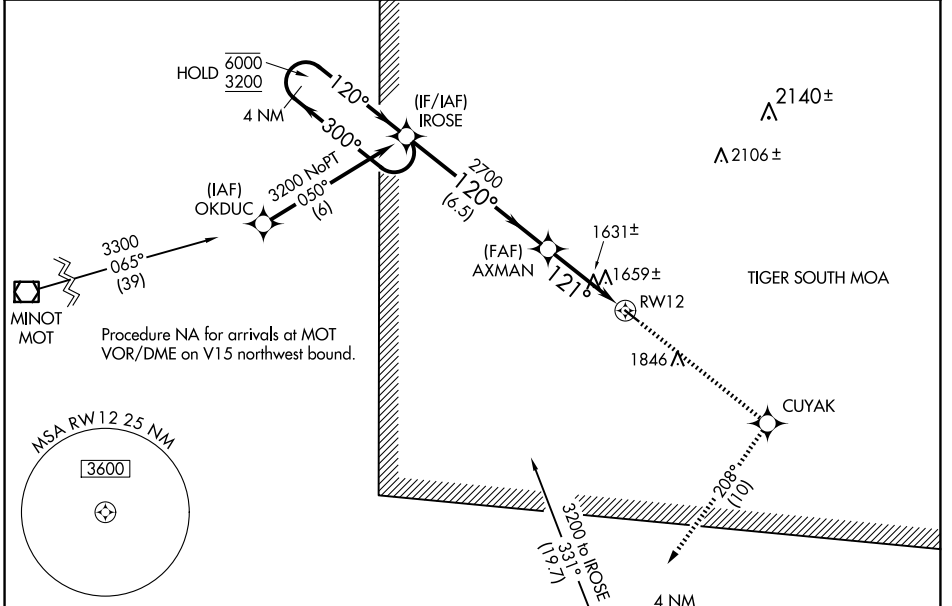 HOLD 6000
3200
4 NM
120°
300°
(IF/IAF)
IROSE
(IAF)
OKDUC
3200 NoPT
050°
(6)
2700
120°
(6.5)
2140±
2106±
(FAF)
AXMAN
121°
1631±
1659±
TIGER SOUTH MOA
RW12
3300
065°
(39)
MINOT
MOT
Procedure NA for arrivals at MOT
VOR/DME on V15 northwest bound.
1846
CUYAK
MSA RW12 25 NM
3600
208°
(10)
3200 to IROSE
331°
(19.7)
4 NM